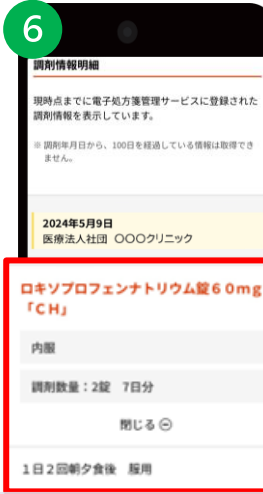 6
調剤情報明細
現時点までに電子処方箋管理サービスに登録された
調剤情報を表示しています。
※ 調剤年月日から、100日を経過している情報は取得でき
ません。
2024年5月9日
医療法人社団 〇〇〇クリニック
ロキソプロフェンナトリウム錠６０ｍｇ
「ＣＨ」
内服
調剤数量：2錠 7日分
閉じる ⊖
１日２回朝夕食後 服用